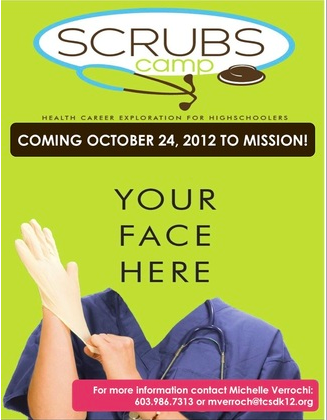 SCRUBS
camp
HEALTH CAREER EXPLORATION FOR HIGHSCHOOLERS
COMING OCTOBER 24, 2012 TO MISSION!
YOUR
FACE
HERE
For more information contact Michelle Verrochi:
603.986.7313 or mverroch@tcsdk12.org